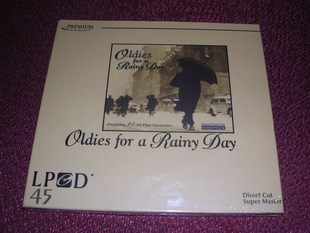 PREMIUM
Oldies
for a
Rainy Day
Oldies for a Rainy Day
LPCD
45
Direct Cut
Super Master